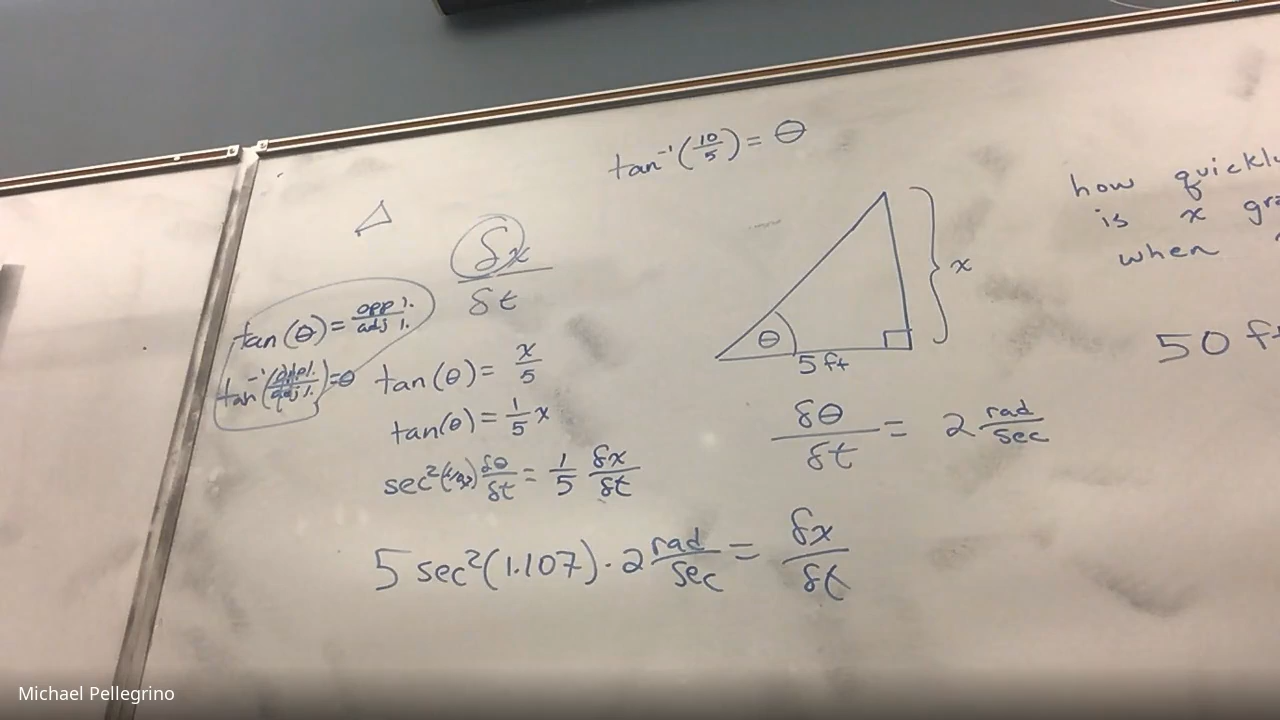 tan⁻¹(10/5) = θ
how quickl
is x gr
when
x
δx/δt
tan(θ) = opp./adj.
tan⁻¹(opp./adj.) = θ
tan(θ) = x/5
tan(θ) = 1/5 x
sec²( ) δθ/δt = 1/5 δx/δt
5 sec²(1.107) · 2 rad/sec = δx/δt
θ
5 ft
δθ/δt = 2 rad/sec
50 f
Michael Pellegrino